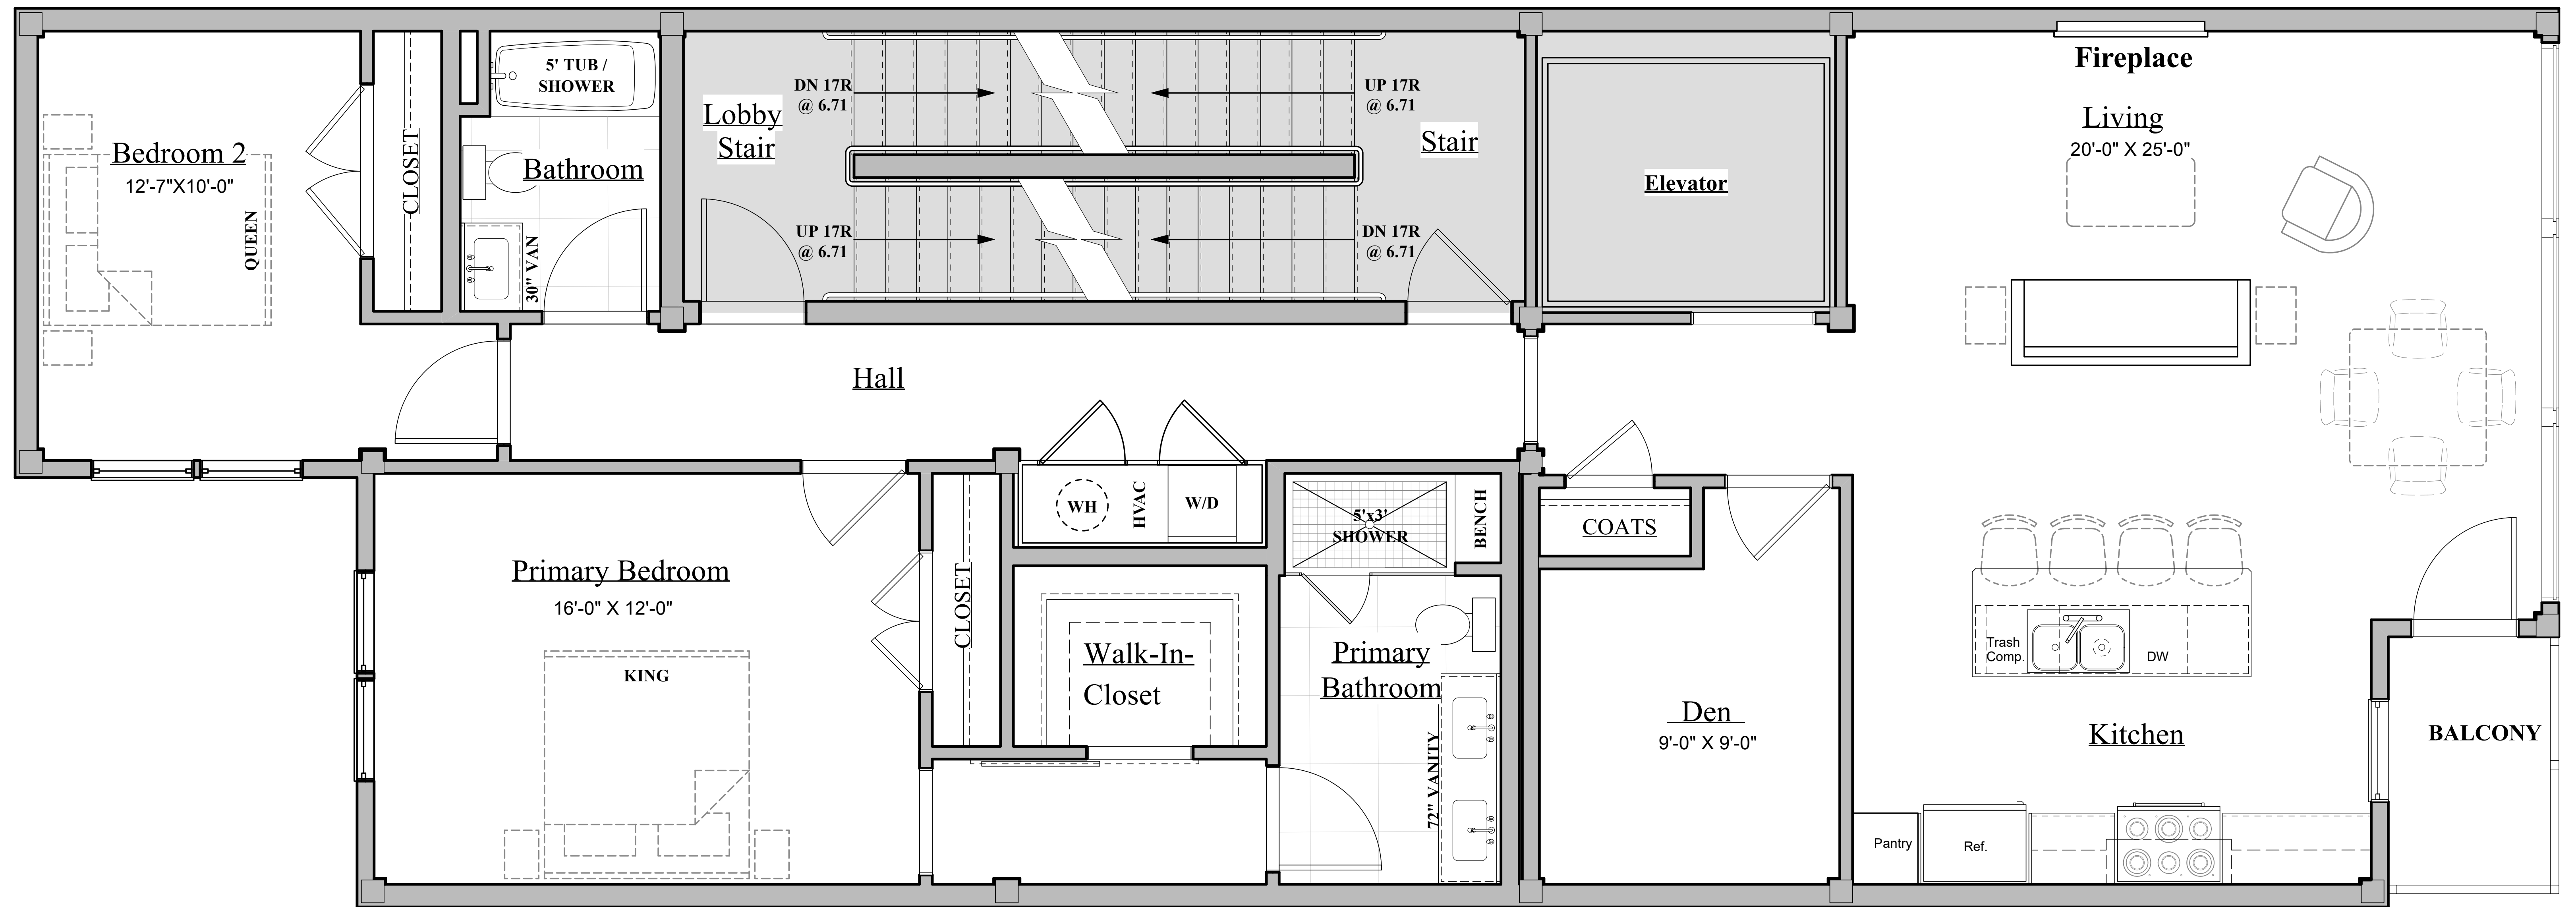 Bedroom 2
12'-7"X10'-0"
QUEEN
CLOSET
5' TUB /
SHOWER
Bathroom
30" VAN
Lobby
Stair
DN 17R
@ 6.71
UP 17R
@ 6.71
UP 17R
@ 6.71
DN 17R
@ 6.71
Stair
Elevator
Fireplace
Living
20'-0" X 25'-0"
Hall
Primary Bedroom
16'-0" X 12'-0"
KING
CLOSET
WH
HVAC
W/D
Walk-In-
Closet
5'x3'
SHOWER
BENCH
Primary
Bathroom
72" VANITY
COATS
Den
9'-0" X 9'-0"
Trash
Comp.
DW
Kitchen
Pantry
Ref.
BALCONY